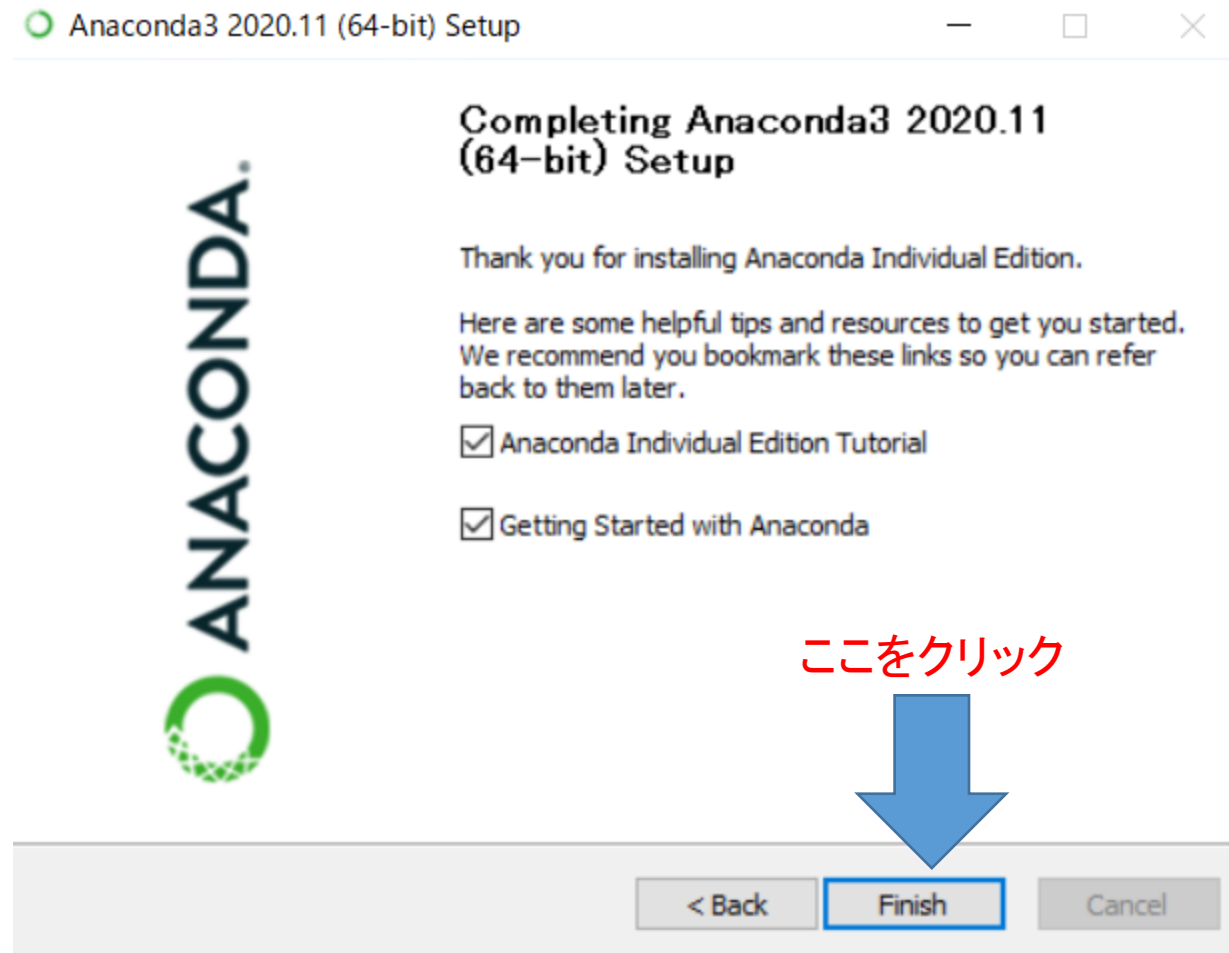 Anaconda3 2020.11 (64-bit) Setup
Completing Anaconda3 2020.11
(64-bit) Setup
ANACONDA.
Thank you for installing Anaconda Individual Edition.
Here are some helpful tips and resources to get you started.
We recommend you bookmark these links so you can refer
back to them later.
Anaconda Individual Edition Tutorial
Getting Started with Anaconda
ここをクリック
< Back
Finish
Cancel